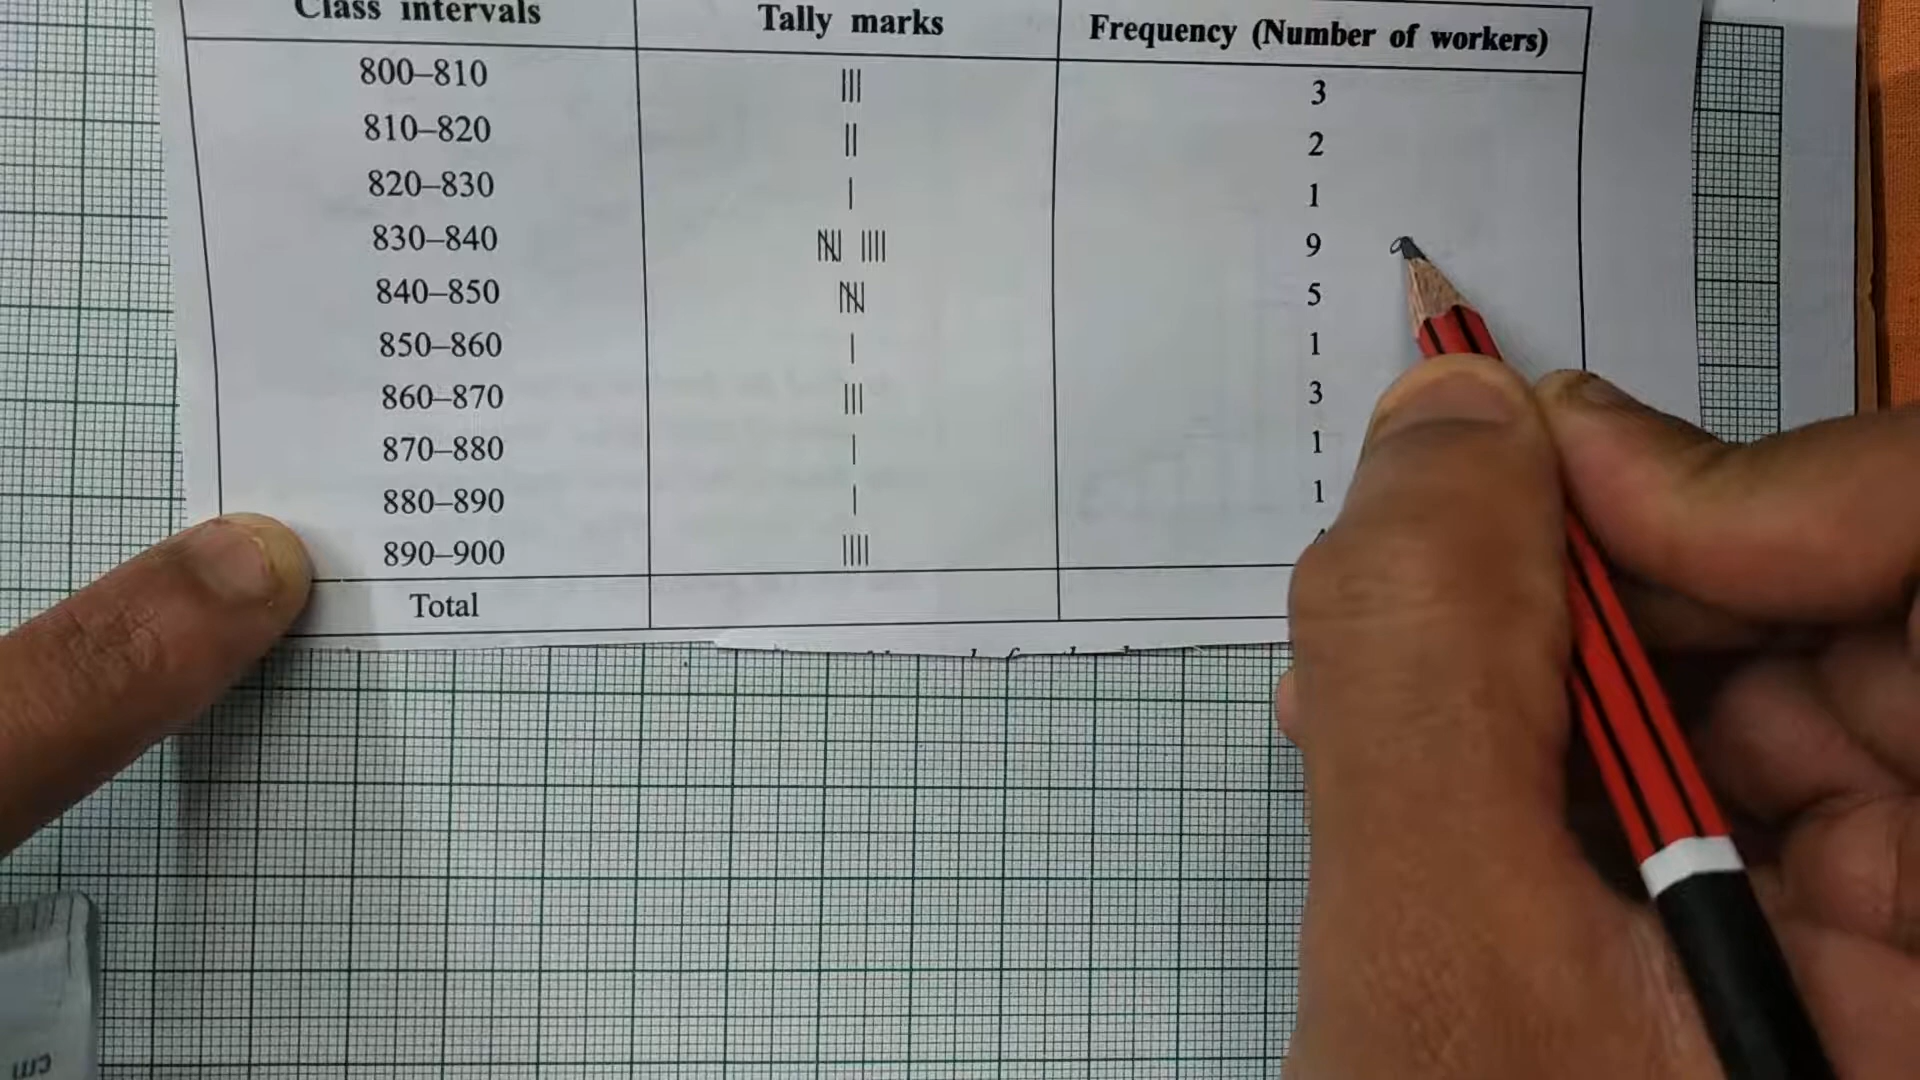 Class intervals Tally marks Frequency (Number of workers)
800–810 ||| 3
810–820 || 2
820–830 | 1
830–840 |||| |||| 9
840–850 |||| 5
850–860 | 1
860–870 ||| 3
870–880 | 1
880–890 | 1
890–900 ||||
Total
cm